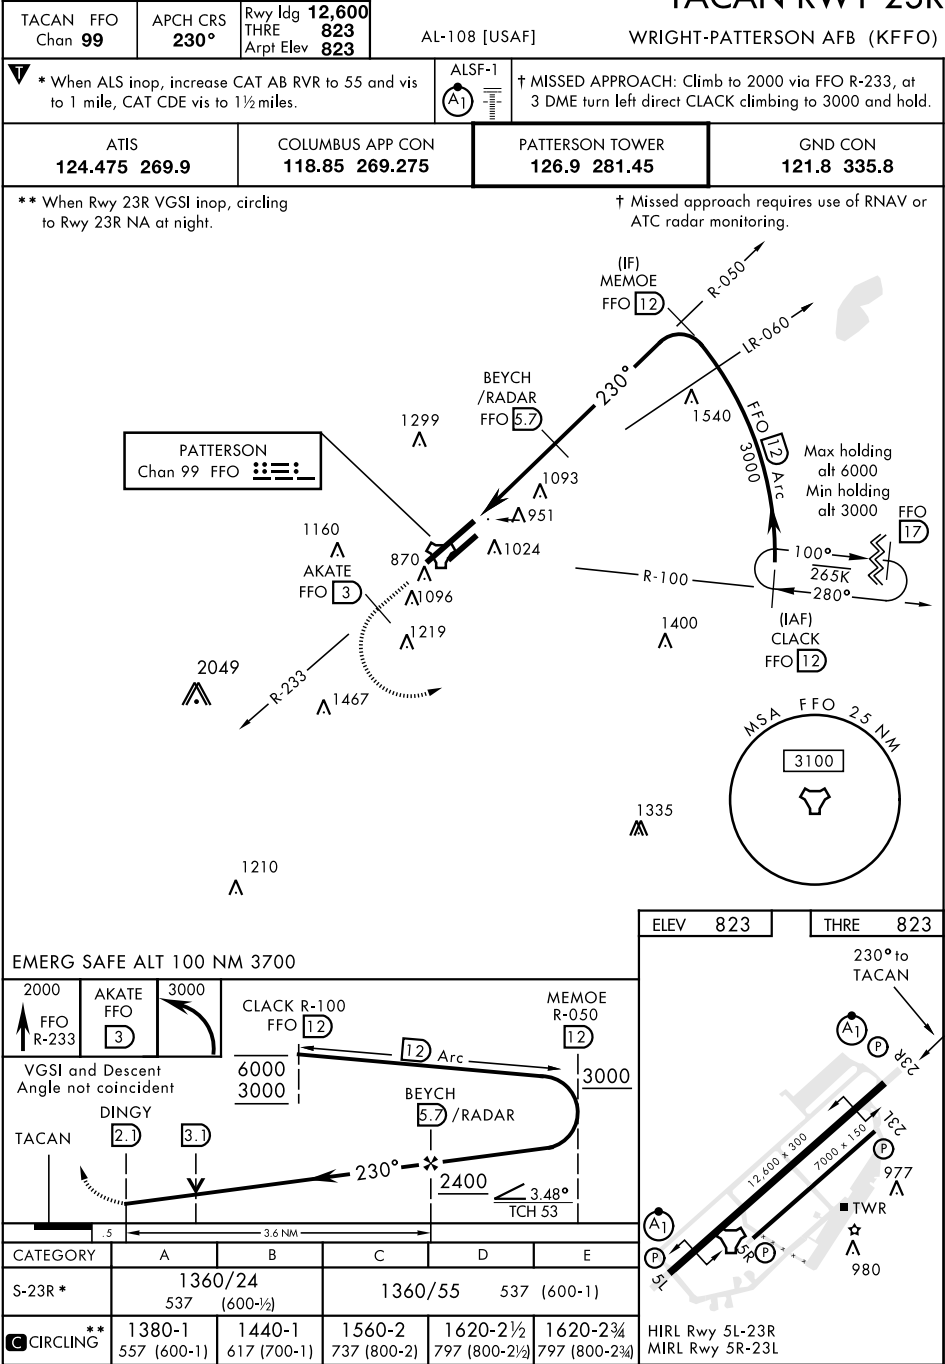 TACAN RWY 23R
TACAN FFO
Chan 99
APCH CRS
230°
Rwy ldg 12,600
THRE 823
Arpt Elev 823
AL-108 [USAF]
WRIGHT-PATTERSON AFB (KFFO)
T
* When ALS inop, increase CAT AB RVR to 55 and vis
to 1 mile, CAT CDE vis to 1½ miles.
ALSF-1
A1
† MISSED APPROACH: Climb to 2000 via FFO R-233, at
3 DME turn left direct CLACK climbing to 3000 and hold.
ATIS
124.475 269.9
COLUMBUS APP CON
118.85 269.275
PATTERSON TOWER
126.9 281.45
GND CON
121.8 335.8
** When Rwy 23R VGSI inop, circling
to Rwy 23R NA at night.
† Missed approach requires use of RNAV or
ATC radar monitoring.
(IF)
MEMOE
FFO 12
R-050
LR-060
BEYCH
/RADAR
FFO 5.7
230°
1540
1299
FFO 12 Arc
3000
PATTERSON
Chan 99 FFO
Max holding
alt 6000
Min holding
alt 3000
FFO
17
1093
951
1160
1024
870
AKATE
FFO 3
1096
R-100
100°
265K
280°
(IAF)
CLACK
FFO 12
1219
1400
2049
R-233
1467
MSA FFO 25 NM
3100
1335
1210
EMERG SAFE ALT 100 NM 3700
ELEV 823
THRE 823
230° to
TACAN
A1
P
23R
23L
12,600 x 300
7000 x 150
P
977
TWR
980
A1
P
5L
5R
P
HIRL Rwy 5L-23R
MIRL Rwy 5R-23L
2000
FFO
R-233
AKATE
FFO
3
3000
VGSI and Descent
Angle not coincident
CLACK R-100
FFO 12
12 Arc
MEMOE
R-050
12
6000
3000
3000
BEYCH
5.7 /RADAR
DINGY
2.1
3.1
TACAN
230°
2400
3.48°
TCH 53
.5
3.6 NM
CATEGORY A B C D E
S-23R * 1360/24 537 (600-½) 1360/55 537 (600-1)
C CIRCLING ** 1380-1 1440-1 1560-2 1620-2½ 1620-2¾
557 (600-1) 617 (700-1) 737 (800-2) 797 (800-2½) 797 (800-2¾)